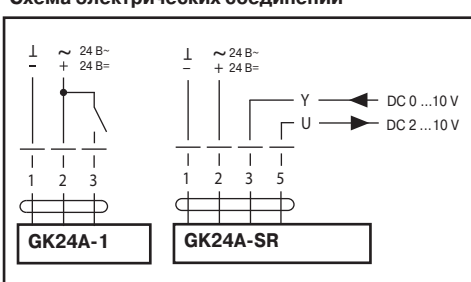 Схема электрических соединений
⊥ ~ 24 В~
– + 24 В=
1 2 3
GK24A-1
⊥ ~ 24 В~
– + 24 В=
Y DC 0 ...10 V
U DC 2 ...10 V
1 2 3 5
GK24A-SR